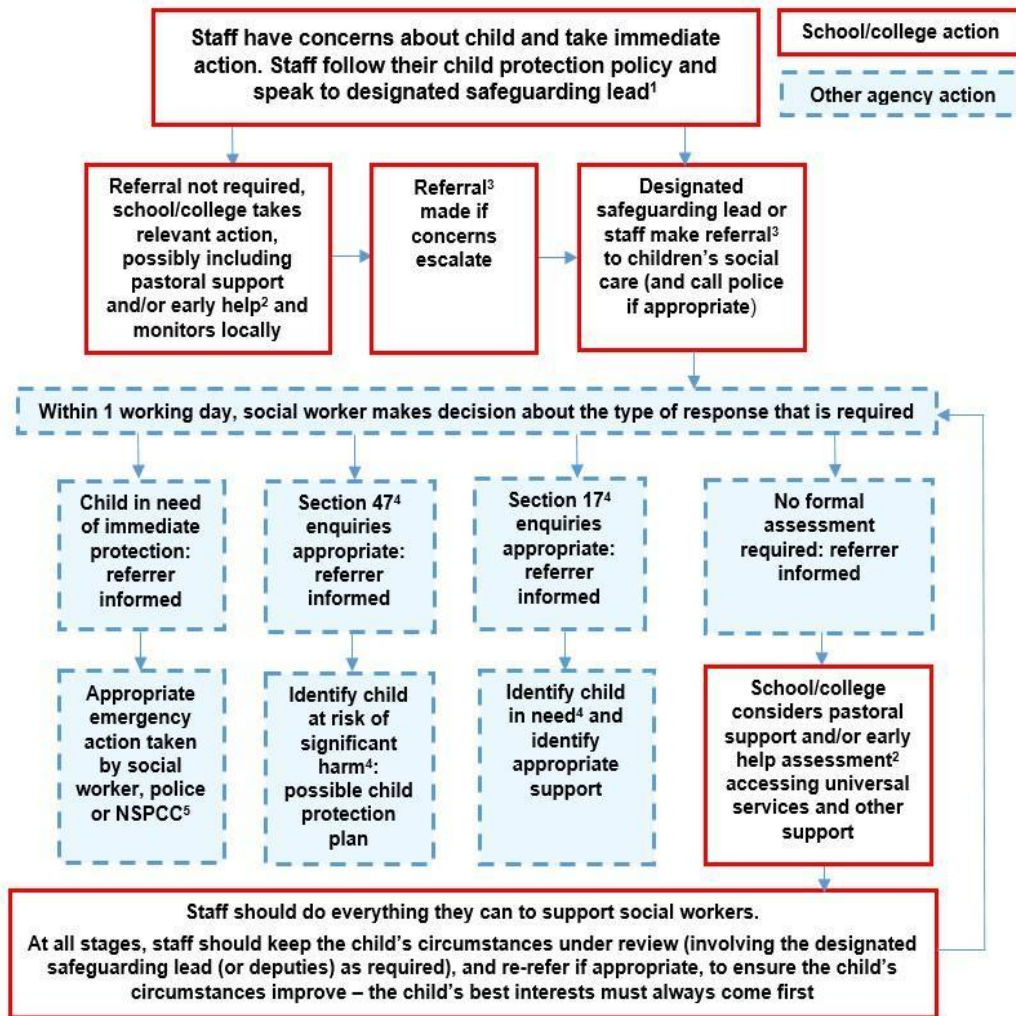 Staff have concerns about child and take immediate
action. Staff follow their child protection policy and
speak to designated safeguarding lead¹
School/college action
Other agency action
Referral not required,
school/college takes
relevant action,
possibly including
pastoral support
and/or early help² and
monitors locally
Referral³
made if
concerns
escalate
Designated
safeguarding lead or
staff make referral³
to children’s social
care (and call police
if appropriate)
Within 1 working day, social worker makes decision about the type of response that is required
Child in need
of immediate
protection:
referrer
informed
Section 47⁴
enquiries
appropriate:
referrer
informed
Section 17⁴
enquiries
appropriate:
referrer
informed
No formal
assessment
required: referrer
informed
Appropriate
emergency
action taken
by social
worker, police
or NSPCC⁵
Identify child
at risk of
significant
harm⁴:
possible child
protection
plan
Identify child
in need⁴ and
identify
appropriate
support
School/college
considers pastoral
support and/or early
help assessment²
accessing universal
services and other
support
Staff should do everything they can to support social workers.
At all stages, staff should keep the child’s circumstances under review (involving the designated
safeguarding lead (or deputies) as required), and re-refer if appropriate, to ensure the child’s
circumstances improve – the child’s best interests must always come first